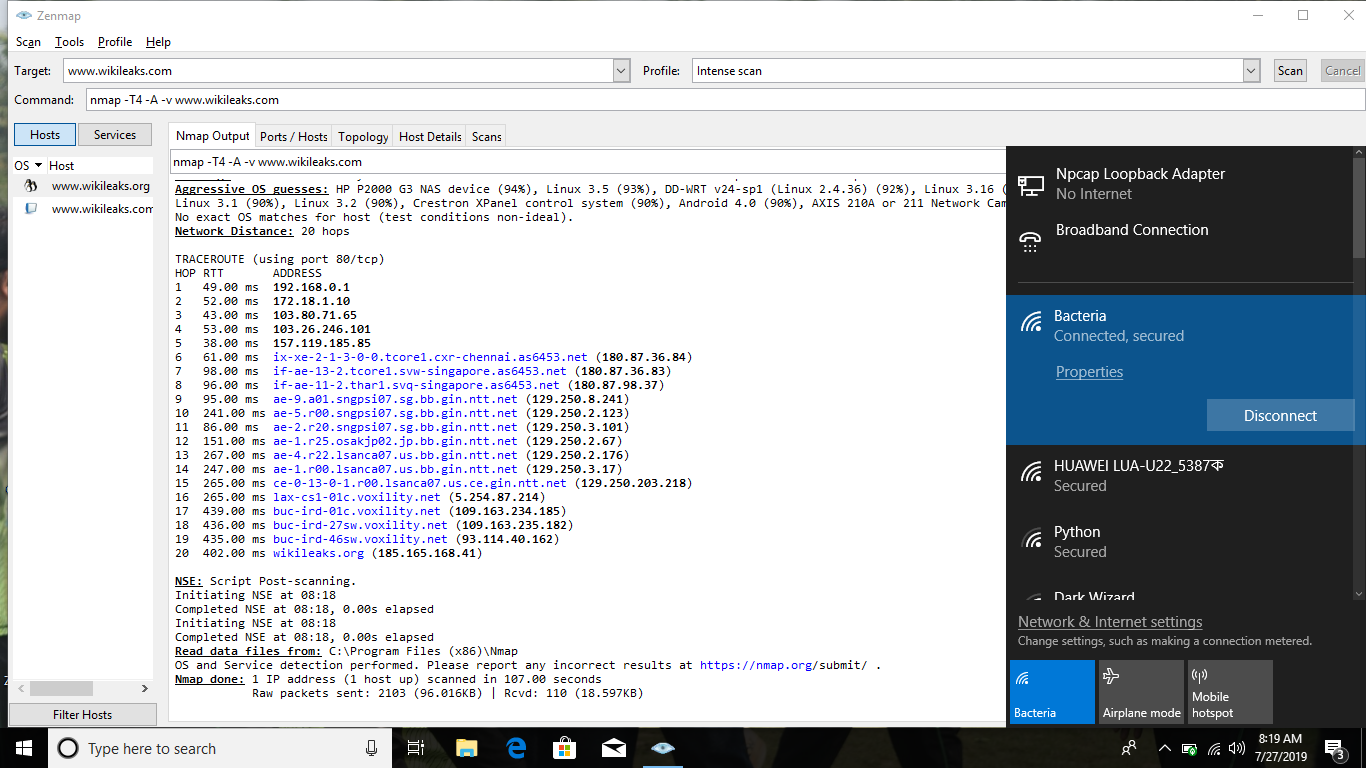 Zenmap
Scan Tools Profile Help
Target: www.wikileaks.com Profile: Intense scan Scan Cancel
Command: nmap -T4 -A -v www.wikileaks.com
Hosts Services
OS Host
www.wikileaks.org
www.wikileaks.com
Filter Hosts
Nmap Output Ports / Hosts Topology Host Details Scans
nmap -T4 -A -v www.wikileaks.com
Aggressive OS guesses: HP P2000 G3 NAS device (94%), Linux 3.5 (93%), DD-WRT v24-sp1 (Linux 2.4.36) (92%), Linux 3.16 (
Linux 3.1 (90%), Linux 3.2 (90%), Crestron XPanel control system (90%), Android 4.0 (90%), AXIS 210A or 211 Network Cam
No exact OS matches for host (test conditions non-ideal).
Network Distance: 20 hops
TRACEROUTE (using port 80/tcp)
HOP RTT ADDRESS
1 49.00 ms 192.168.0.1
2 52.00 ms 172.18.1.10
3 43.00 ms 103.80.71.65
4 53.00 ms 103.26.246.101
5 38.00 ms 157.119.185.85
6 61.00 ms ix-xe-2-1-3-0-0.tcore1.cxr-chennai.as6453.net (180.87.36.84)
7 98.00 ms if-ae-13-2.tcore1.svw-singapore.as6453.net (180.87.36.83)
8 96.00 ms if-ae-11-2.thar1.svq-singapore.as6453.net (180.87.98.37)
9 95.00 ms ae-9.a01.sngpsi07.sg.bb.gin.ntt.net (129.250.8.241)
10 241.00 ms ae-5.r00.sngpsi07.sg.bb.gin.ntt.net (129.250.2.123)
11 86.00 ms ae-2.r20.sngpsi07.sg.bb.gin.ntt.net (129.250.3.101)
12 151.00 ms ae-1.r25.osakjp02.jp.bb.gin.ntt.net (129.250.2.67)
13 267.00 ms ae-4.r22.lsanca07.us.bb.gin.ntt.net (129.250.2.176)
14 247.00 ms ae-1.r00.lsanca07.us.bb.gin.ntt.net (129.250.3.17)
15 265.00 ms ce-0-13-0-1.r00.lsanca07.us.ce.gin.ntt.net (129.250.203.218)
16 265.00 ms lax-cs1-01c.voxility.net (5.254.87.214)
17 439.00 ms buc-ird-01c.voxility.net (109.163.234.185)
18 436.00 ms buc-ird-27sw.voxility.net (109.163.235.182)
19 435.00 ms buc-ird-46sw.voxility.net (93.114.40.162)
20 402.00 ms wikileaks.org (185.165.168.41)
NSE: Script Post-scanning.
Initiating NSE at 08:18
Completed NSE at 08:18, 0.00s elapsed
Initiating NSE at 08:18
Completed NSE at 08:18, 0.00s elapsed
Read data files from: C:\Program Files (x86)\Nmap
OS and Service detection performed. Please report any incorrect results at https://nmap.org/submit/ .
Nmap done: 1 IP address (1 host up) scanned in 107.00 seconds
Raw packets sent: 2103 (96.016KB) | Rcvd: 110 (18.597KB)
Npcap Loopback Adapter
No Internet
Broadband Connection
Bacteria
Connected, secured
Properties
Disconnect
HUAWEI LUA-U22_5387ক
Secured
Python
Secured
Dark Wizard
Network & Internet settings
Change settings, such as making a connection metered.
Bacteria
Airplane mode
Mobile
hotspot
Type here to search
8:19 AM
7/27/2019
3